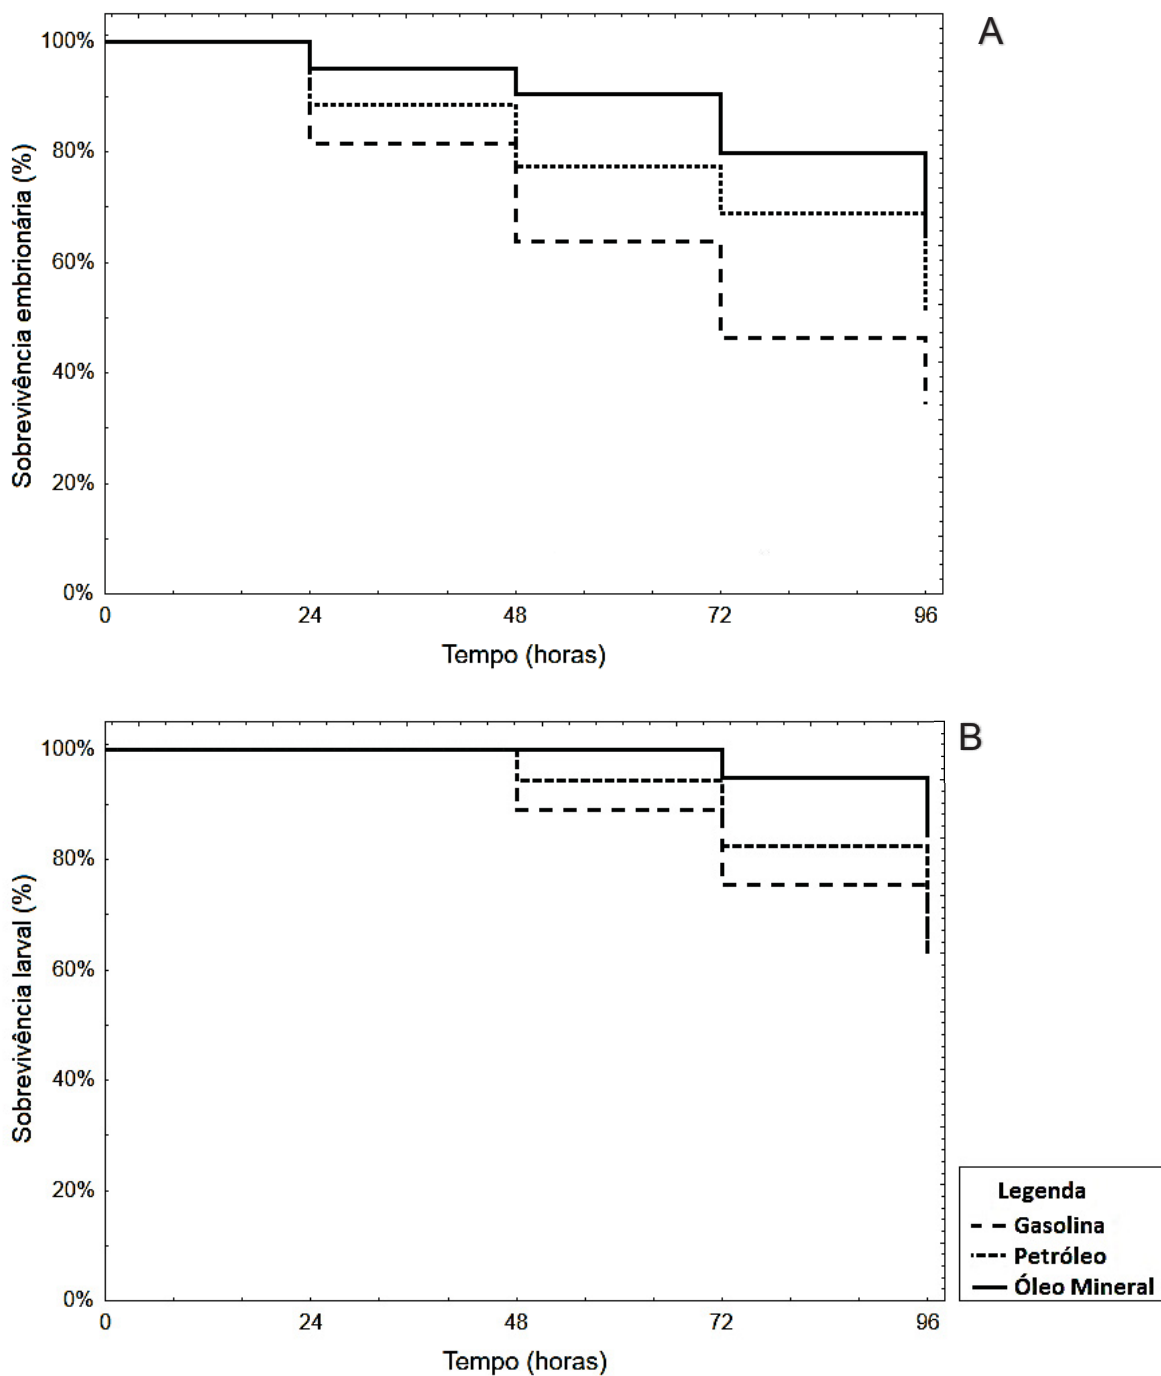 A
Sobrevivência embrionária (%)
100%
80%
60%
40%
20%
0%
0 24 48 72 96
Tempo (horas)
B
Sobrevivência larval (%)
100%
80%
60%
40%
20%
0%
0 24 48 72 96
Tempo (horas)
Legenda
Gasolina
Petróleo
Óleo Mineral